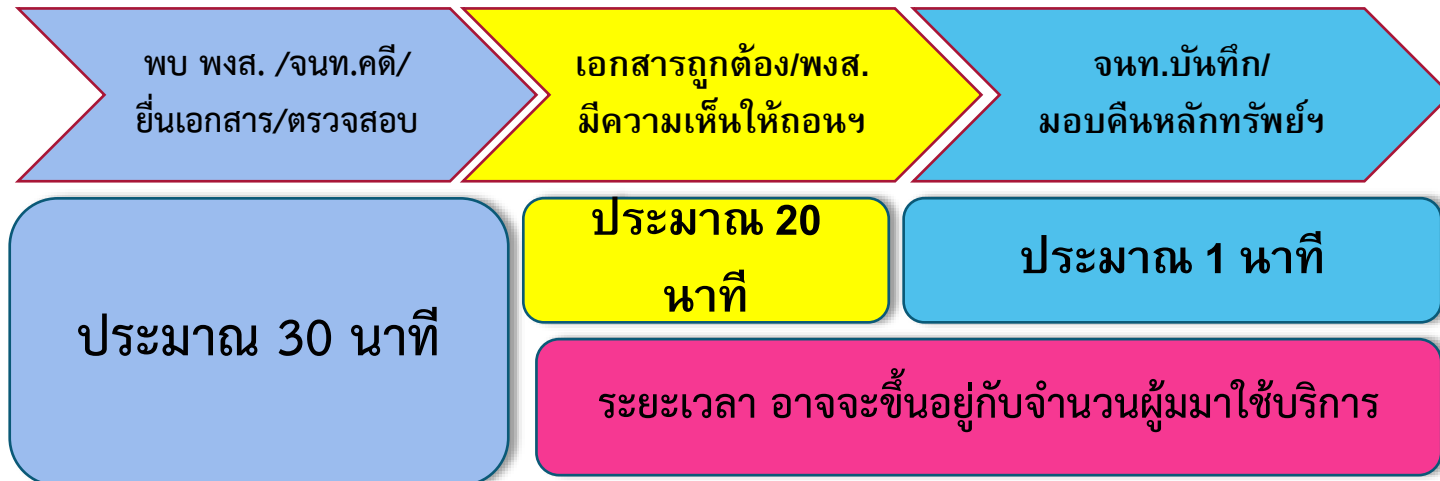 พบ พงส. /จนท.คดี/
ยื่นเอกสาร/ตรวจสอบ
เอกสารถูกต้อง/พงส.
มีความเห็นให้ถอนฯ
จนท.บันทึก/
มอบคืนหลักทรัพย์ฯ
ประมาณ 30 นาที
ประมาณ 20
นาที
ประมาณ 1 นาที
ระยะเวลา อาจจะขึ้นอยู่กับจำนวนผู้มมาใช้บริการ